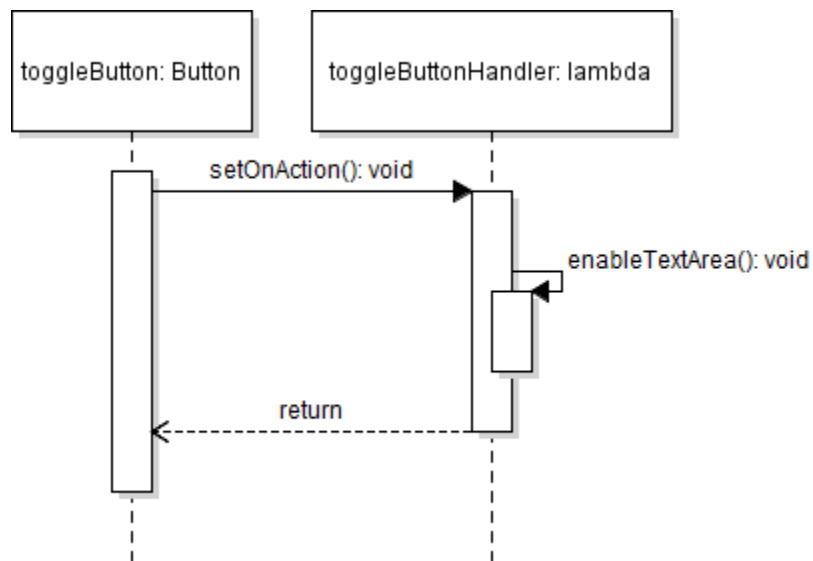 toggleButton: Button
toggleButtonHandler: lambda
setOnAction(): void
enableTextArea(): void
return